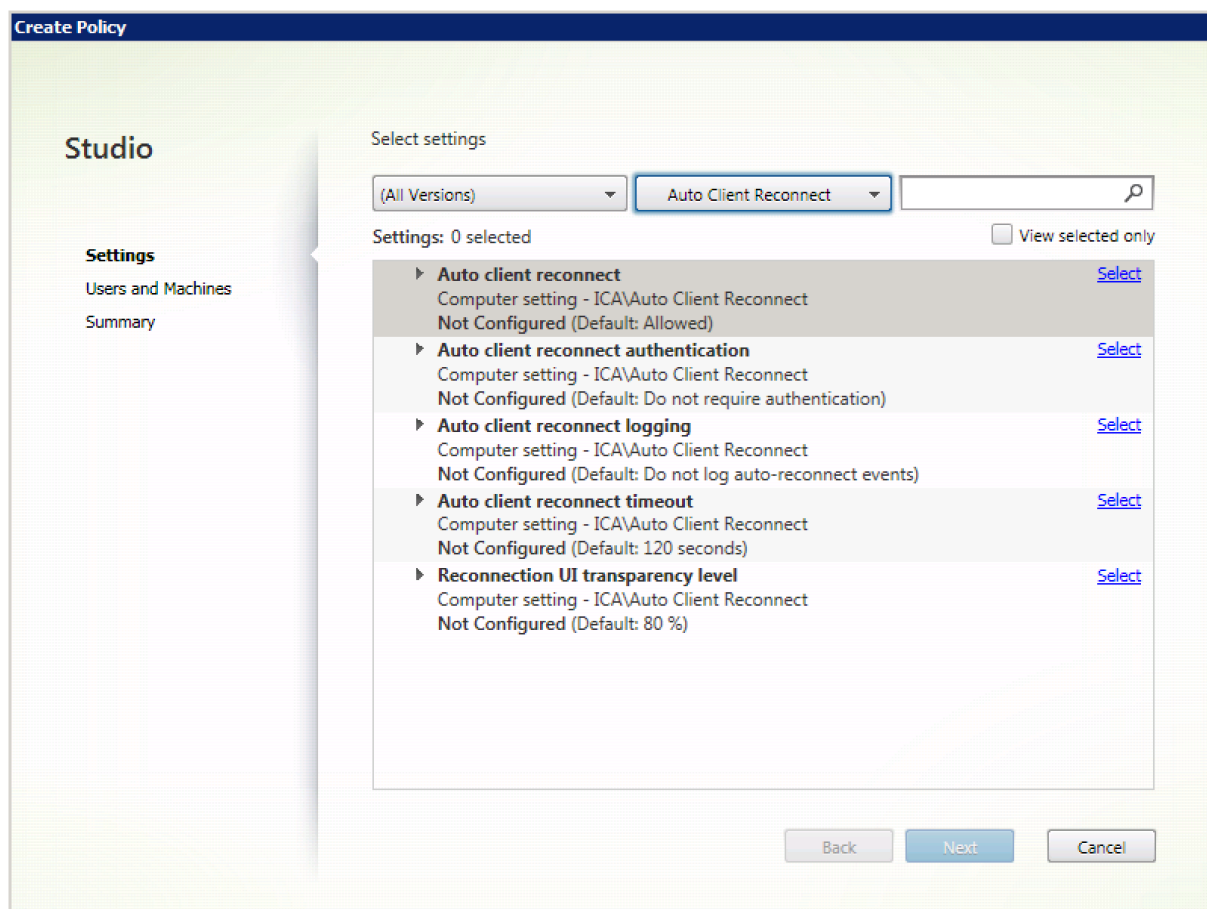 Create Policy
Studio
Settings
Users and Machines
Summary
Select settings
(All Versions)
Auto Client Reconnect
Settings: 0 selected
View selected only
Auto client reconnect
Select
Computer setting - ICA\Auto Client Reconnect
Not Configured (Default: Allowed)
Auto client reconnect authentication
Select
Computer setting - ICA\Auto Client Reconnect
Not Configured (Default: Do not require authentication)
Auto client reconnect logging
Select
Computer setting - ICA\Auto Client Reconnect
Not Configured (Default: Do not log auto-reconnect events)
Auto client reconnect timeout
Select
Computer setting - ICA\Auto Client Reconnect
Not Configured (Default: 120 seconds)
Reconnection UI transparency level
Select
Computer setting - ICA\Auto Client Reconnect
Not Configured (Default: 80 %)
Back
Next
Cancel